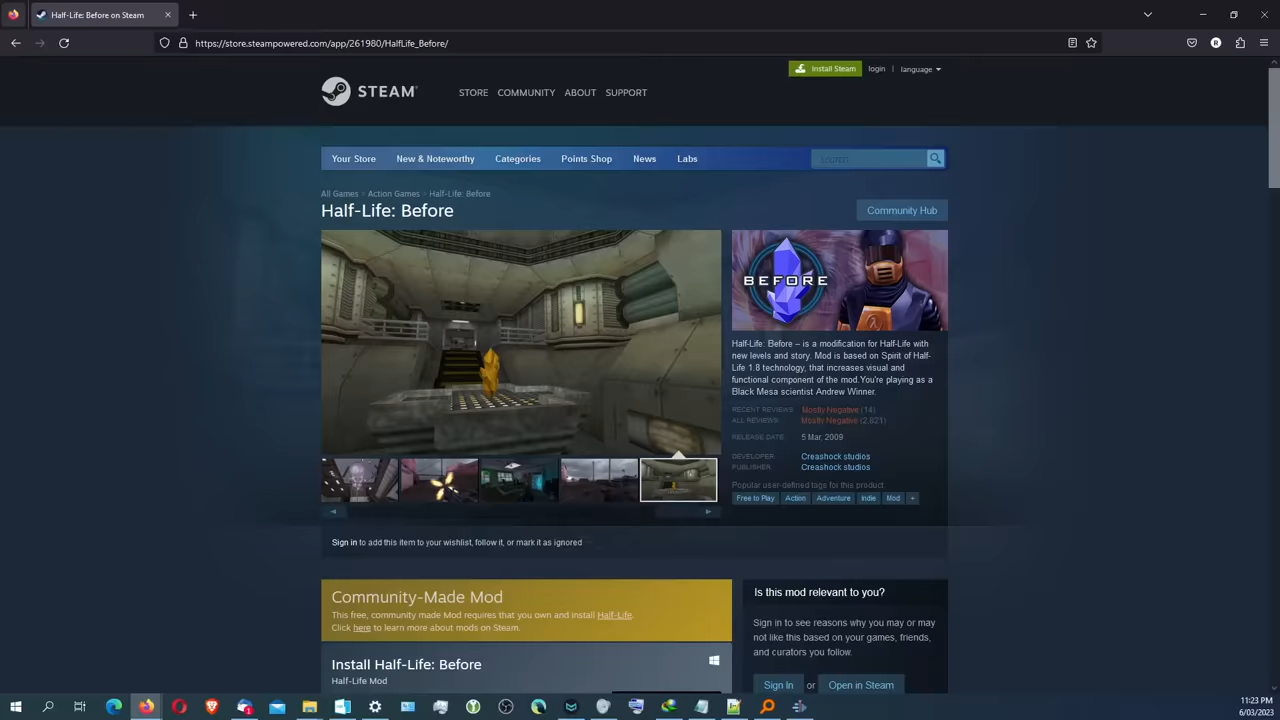 Half-Life: Before on Steam
https://store.steampowered.com/app/261980/HalfLife_Before/
Install Steam login | language
STEAM
STORE COMMUNITY ABOUT SUPPORT
Your Store New & Noteworthy Categories Points Shop News Labs search
All Games > Action Games > Half-Life: Before
Half-Life: Before
Community Hub
BEFORE
Half-Life: Before – is a modification for Half-Life with
new levels and story. Mod is based on Spirit of Half-
Life 1.8 technology, that increases visual and
functional component of the mod.You're playing as a
Black Mesa scientist Andrew Winner.
RECENT REVIEWS: Mostly Negative (14)
ALL REVIEWS: Mostly Negative (2,621)
RELEASE DATE: 5 Mar, 2009
DEVELOPER: Creashock studios
PUBLISHER: Creashock studios
Popular user-defined tags for this product:
Free to Play Action Adventure Indie Mod +
Sign in to add this item to your wishlist, follow it, or mark it as ignored
Community-Made Mod
This free, community made Mod requires that you own and install Half-Life.
Click here to learn more about mods on Steam.
Install Half-Life: Before
Half-Life Mod
Is this mod relevant to you?
Sign in to see reasons why you may or may
not like this based on your games, friends,
and curators you follow.
Sign In or Open in Steam
11:23 PM
6/03/2023